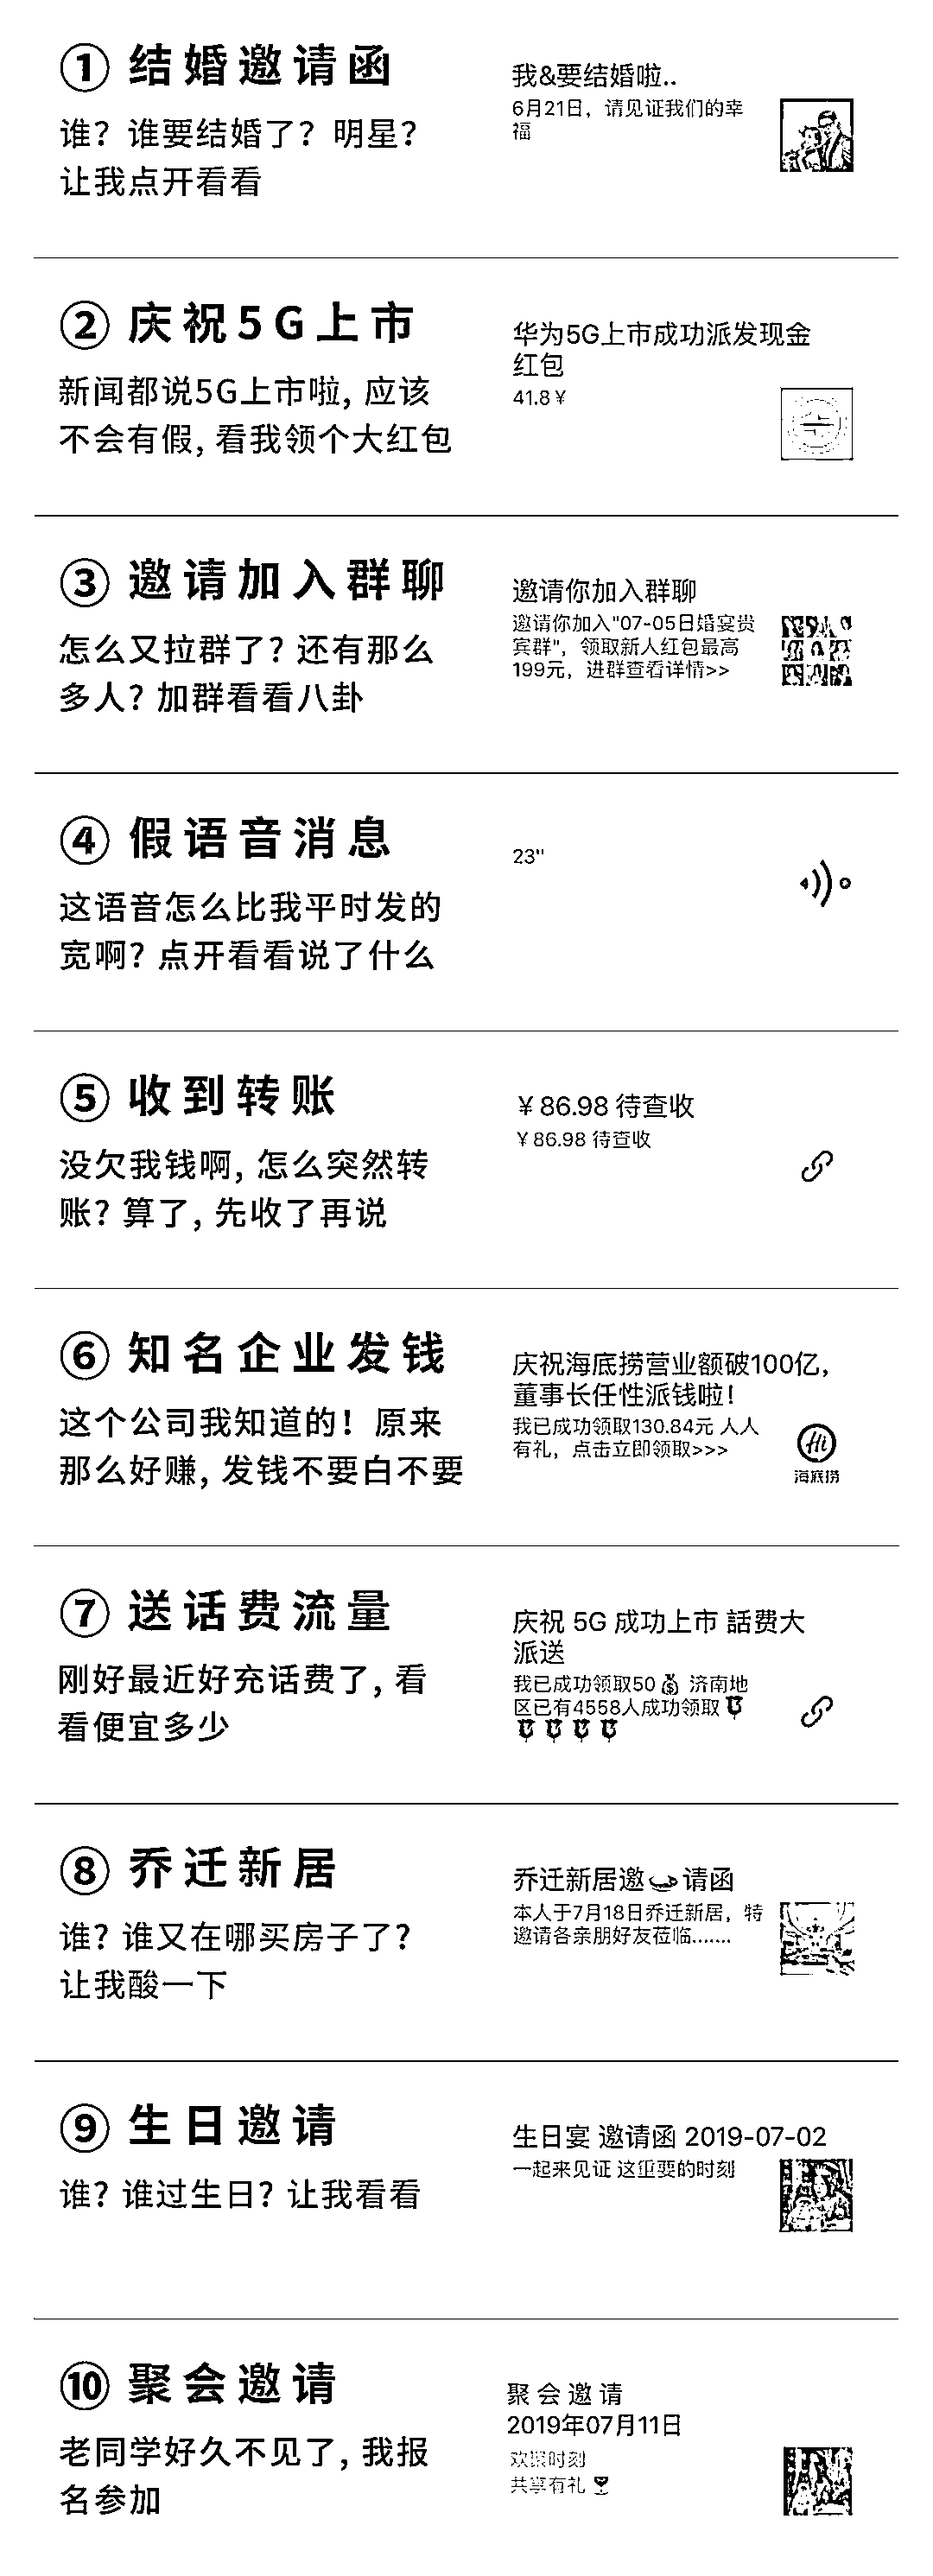 ① 结婚邀请函
谁？谁要结婚了？明星？
让我点开看看
我&要结婚啦..
6月21日，请见证我们的幸
福
② 庆祝5G上市
新闻都说5G上市啦, 应该
不会有假, 看我领个大红包
华为5G上市成功派发现金
红包
41.8￥
③ 邀请加入群聊
怎么又拉群了? 还有那么
多人? 加群看看八卦
邀请你加入群聊
邀请你加入"07-05日婚宴贵
宾群"，领取新人红包最高
199元，进群查看详情>>
④ 假语音消息
这语音怎么比我平时发的
宽啊? 点开看看说了什么
23"
⑤ 收到转账
没欠我钱啊, 怎么突然转
账? 算了, 先收了再说
￥86.98 待查收
￥86.98 待查收
⑥ 知名企业发钱
这个公司我知道的！原来
那么好赚, 发钱不要白不要
庆祝海底捞营业额破100亿，
董事长任性派钱啦！
我已成功领取130.84元 人人
有礼，点击立即领取>>>
Hi
海底捞
⑦ 送话费流量
刚好最近好充话费了, 看
看便宜多少
庆祝 5G 成功上市 話费大
派送
我已成功领取50💰 济南地
区已有4558人成功领取🌹
🌹🌹🌹🌹
⑧ 乔迁新居
谁? 谁又在哪买房子了?
让我酸一下
乔迁新居邀请函
本人于7月18日乔迁新居，特
邀请各亲朋好友莅临.......
⑨ 生日邀请
谁? 谁过生日? 让我看看
生日宴 邀请函 2019-07-02
一起来见证 这重要的时刻
⑩ 聚会邀请
老同学好久不见了, 我报
名参加
聚 会 邀 请
2019年07月11日
欢聚时刻
共享有礼🍷